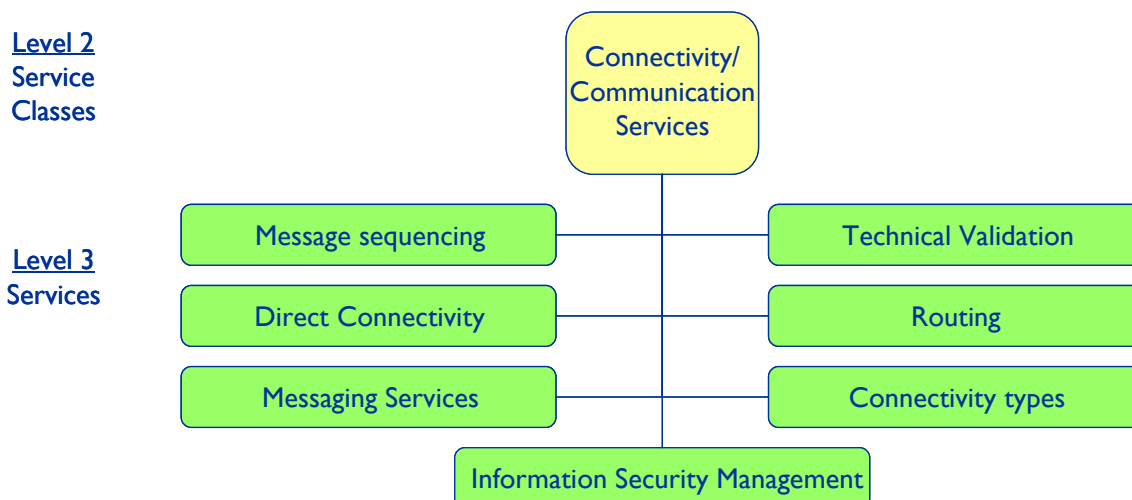 Level 2
Service
Classes
Connectivity/
Communication
Services
Level 3
Services
Message sequencing
Technical Validation
Direct Connectivity
Routing
Messaging Services
Connectivity types
Information Security Management